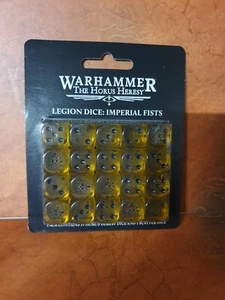 WARHAMMER
THE HORUS HERESY
LEGION DICE: IMPERIAL FISTS